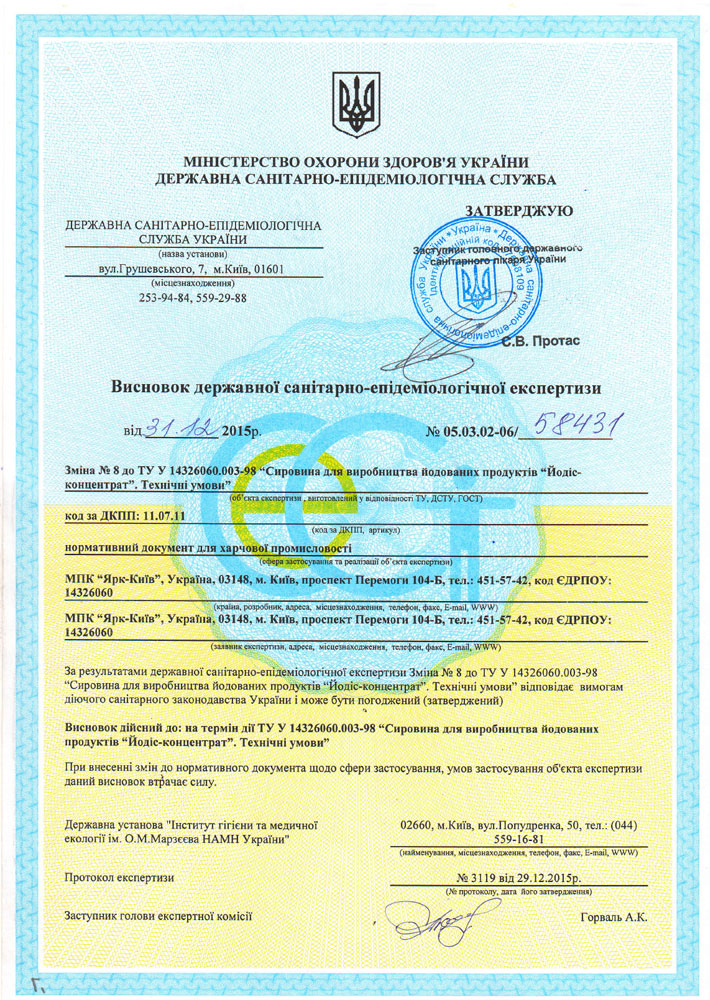 МІНІСТЕРСТВО ОХОРОНИ ЗДОРОВ'Я УКРАЇНИ
ДЕРЖАВНА САНІТАРНО-ЕПІДЕМІОЛОГІЧНА СЛУЖБА
ЗАТВЕРДЖУЮ
ДЕРЖАВНА САНІТАРНО-ЕПІДЕМІОЛОГІЧНА
СЛУЖБА УКРАЇНИ
(назва установи)
вул.Грушевського, 7, м.Київ, 01601
(місцезнаходження)
253-94-84, 559-29-88
Заступник головного державного
санітарного лікаря України
С.В. Протас
Висновок державної санітарно-епідеміологічної експертизи
від 31.12 2015р.
№ 05.03.02-06/ 58431
Зміна № 8 до ТУ У 14326060.003-98 “Сировина для виробництва йодованих продуктів “Йодіс-
концентрат”. Технічні умови”
(об’єкта експертизи , виготовлений у відповідності ТУ, ДСТУ, ГОСТ)
код за ДКПП: 11.07.11
(код за ДКПП, артикул)
нормативний документ для харчової промисловості
(сфера застосування та реалізації об’єкта експертизи)
МПК “Ярк-Київ”, Україна, 03148, м. Київ, проспект Перемоги 104-Б, тел.: 451-57-42, код ЄДРПОУ:
14326060
(країна, розробник, адреса, місцезнаходження, телефон, факс, E-mail, WWW)
МПК “Ярк-Київ”, Україна, 03148, м. Київ, проспект Перемоги 104-Б, тел.: 451-57-42, код ЄДРПОУ:
14326060
(заявник експертизи, адреса, місцезнаходження, телефон, факс, E-mail, WWW)
За результатами державної санітарно-епідеміологічної експертизи Зміна № 8 до ТУ У 14326060.003-98
“Сировина для виробництва йодованих продуктів “Йодіс-концентрат”. Технічні умови” відповідає вимогам
діючого санітарного законодавства України і може бути погоджений (затверджений)
Висновок дійсний до: на термін дії ТУ У 14326060.003-98 “Сировина для виробництва йодованих
продуктів “Йодіс-концентрат”. Технічні умови”
При внесенні змін до нормативного документа щодо сфери застосування, умов застосування об'єкта експертизи
даний висновок втрачає силу.
Державна установа "Інститут гігієни та медичної
екології ім. О.М.Марзєєва НАМН України"
02660, м.Київ, вул.Попудренка, 50, тел.: (044)
559-16-81
(найменування, місцезнаходження, телефон, факс, E-mail, WWW)
Протокол експертизи
№ 3119 від 29.12.2015р.
(№ протоколу, дата його затвердження)
Заступник голови експертної комісії
Горваль А.К.